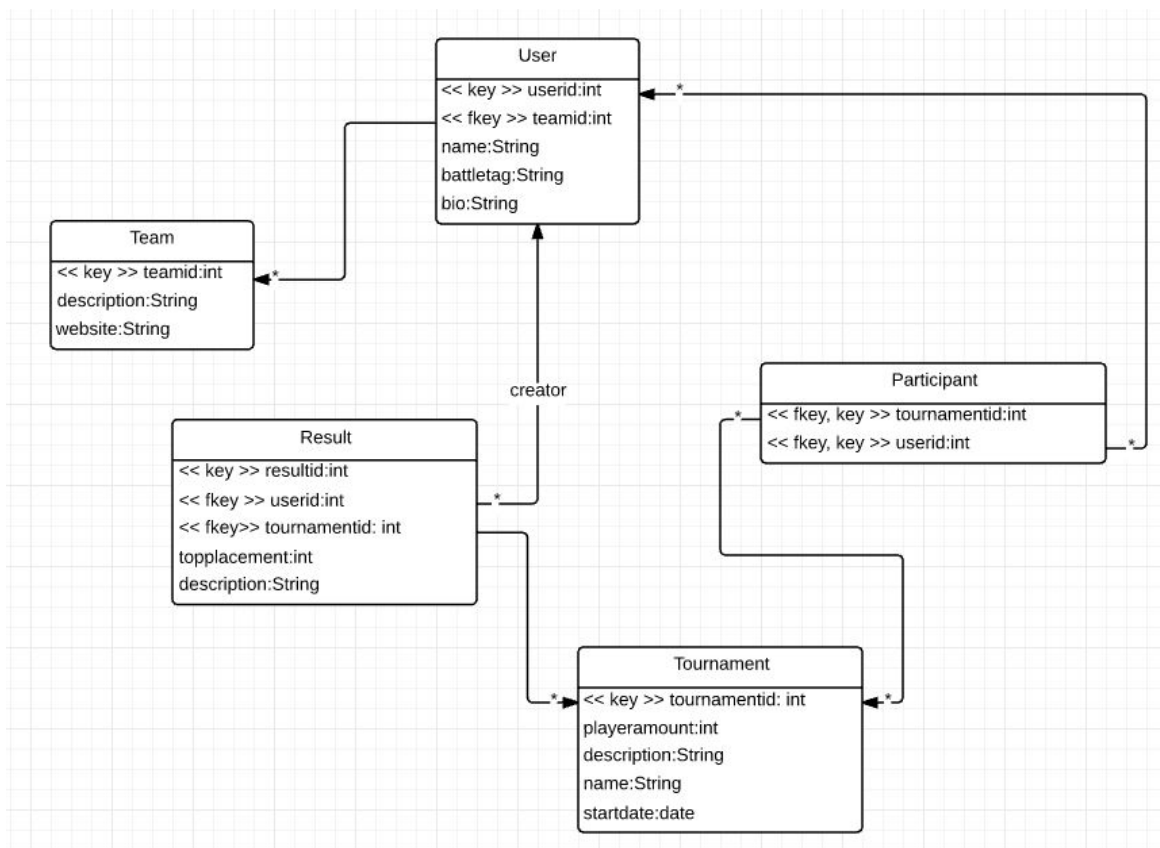 User
<< key >> userid:int
<< fkey >> teamid:int
name:String
battletag:String
bio:String
*
Team
<< key >> teamid:int
description:String
website:String
*
creator
Participant
<< fkey, key >> tournamentid:int
<< fkey, key >> userid:int
*
*
Result
<< key >> resultid:int
<< fkey >> userid:int
<< fkey>> tournamentid: int
topplacement:int
description:String
*
Tournament
<< key >> tournamentid: int
playeramount:int
description:String
name:String
startdate:date
*
*